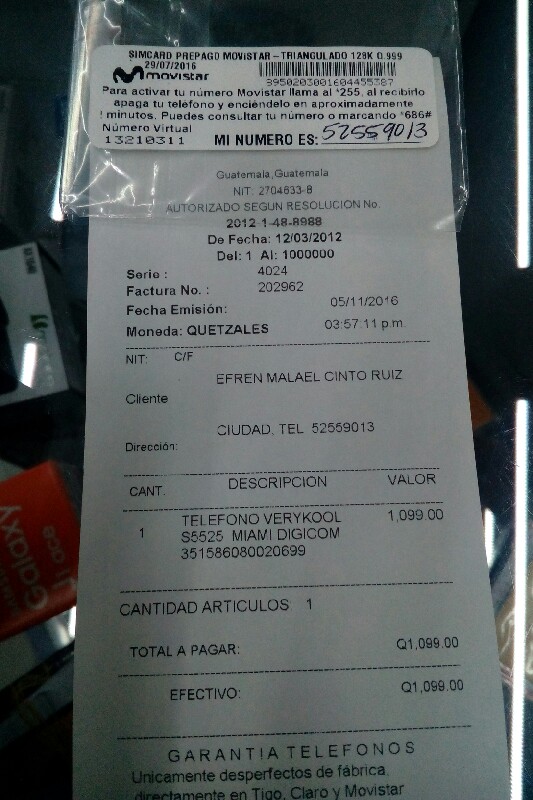 SIMCARD PREPAGO MOVISTAR - TRIANGULADO 128K 0.999
29/07/2016
movistar
8950203001604455387
Para activar tu número Movistar llama al *255, al recibirlo
apaga tu teléfono y enciéndelo en aproximadamente
minutos. Puedes consultar tu número o marcando *686#
Número Virtual
13210311 MI NUMERO ES: 52559013
Guatemala,Guatemala
NIT: 2704633-8
AUTORIZADO SEGUN RESOLUCION No.
2012-1-48-8988
De Fecha: 12/03/2012
Del: 1 Al: 1000000
Serie : 4024
Factura No. : 202962
Fecha Emisión: 05/11/2016
Moneda: QUETZALES 03:57:11 p.m.
NIT: C/F
EFREN MALAEL CINTO RUIZ
Cliente
CIUDAD, TEL 52559013
Dirección:
CANT. DESCRIPCION VALOR
1 TELEFONO VERYKOOL 1,099.00
S5525 MIAMI DIGICOM
351586080020699
CANTIDAD ARTICULOS 1
TOTAL A PAGAR: Q1,099.00
EFECTIVO: Q1,099.00
GARANTIA TELEFONOS
Unicamente desperfectos de fábrica,
directamente en Tigo, Claro y Movistar
Galaxy
ace